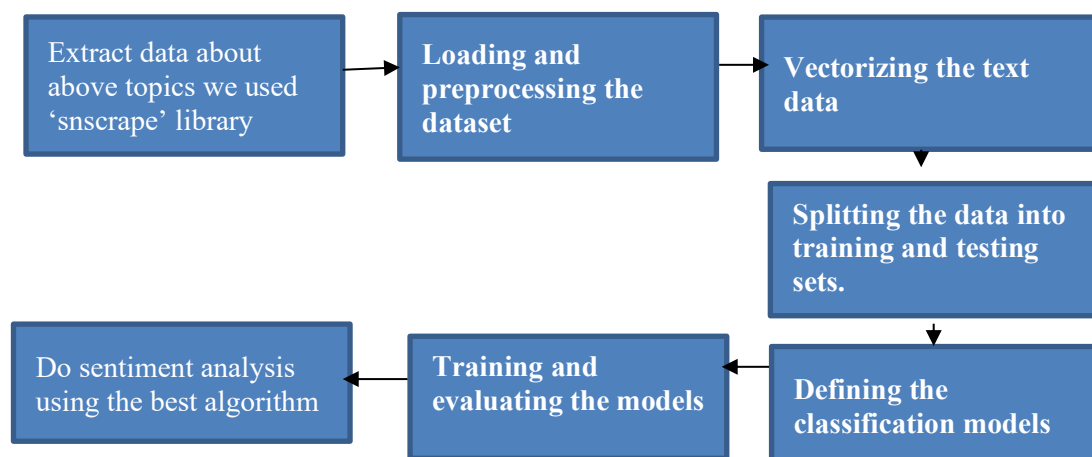 Extract data about
above topics we used
‘snscrape’ library
Loading and
preprocessing the
dataset
Vectorizing the text
data
Splitting the data into
training and testing
sets.
Defining the
classification models
Training and
evaluating the models
Do sentiment analysis
using the best algorithm